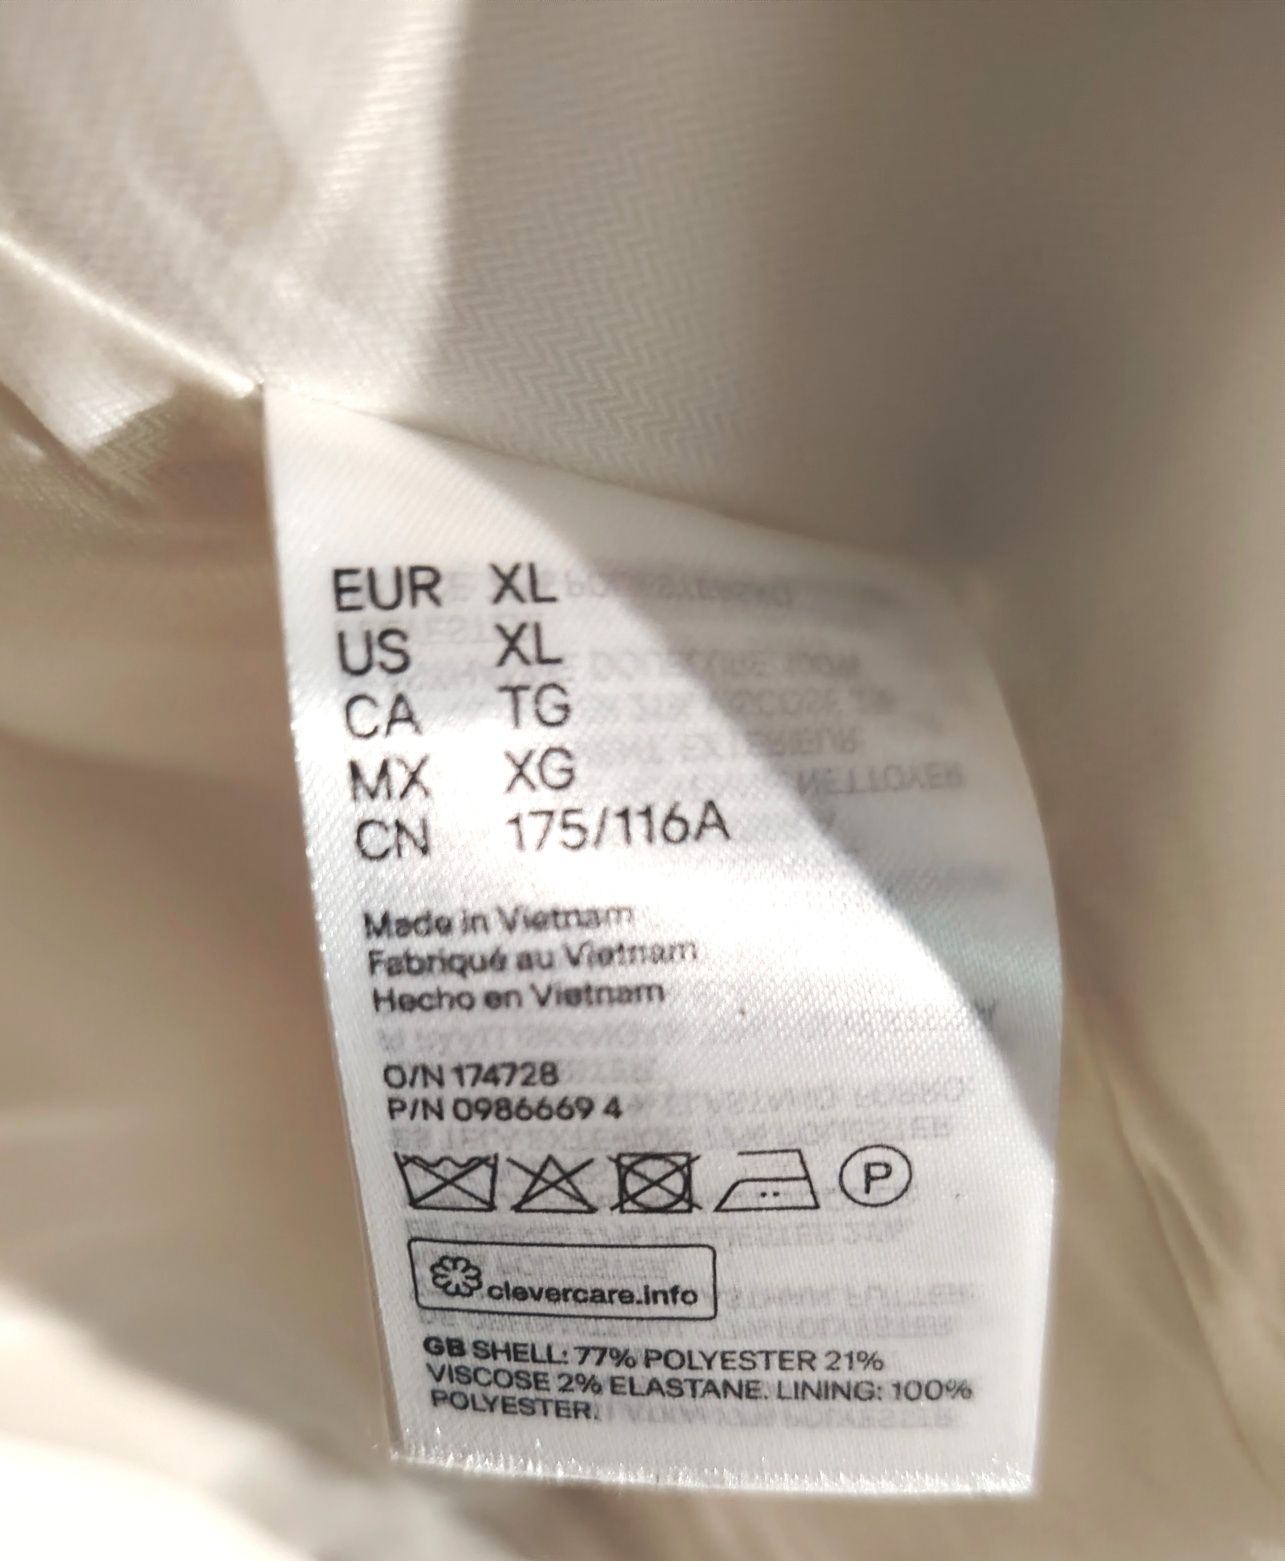 EUR XL
US XL
CA TG
MX XG
CN 175/116A
Made in Vietnam
Fabriqué au Vietnam
Hecho en Vietnam
O/N 174728
P/N 0986669 4
P
clevercare.info
GB SHELL: 77% POLYESTER 21%
VISCOSE 2% ELASTANE. LINING: 100%
POLYESTER.